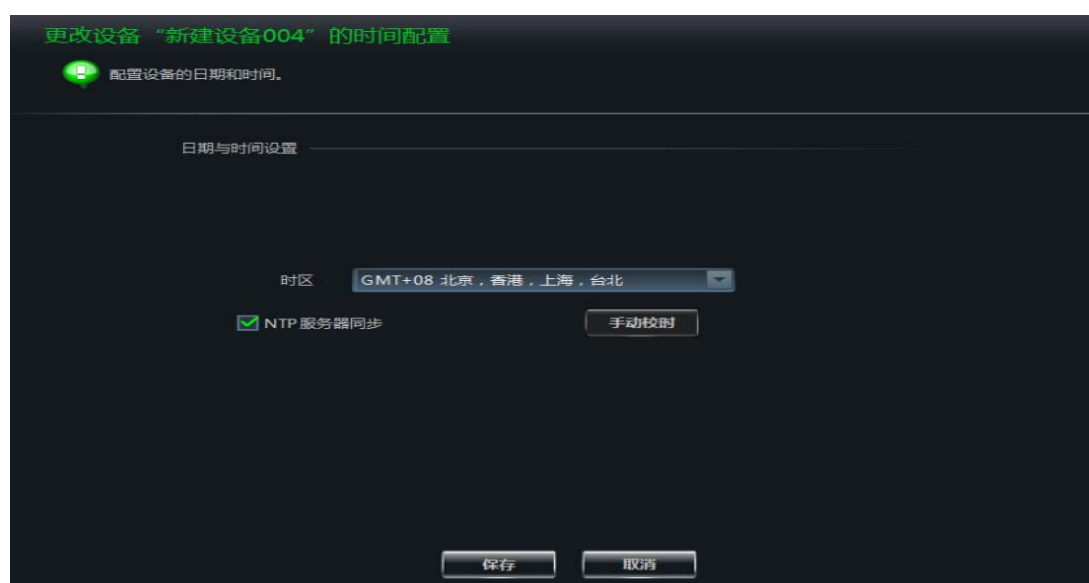 更改设备“新建设备004”的时间配置
配置设备的日期和时间。
日期与时间设置
时区 GMT+08 北京，香港，上海，台北
NTP服务器同步 手动校时
保存 取消